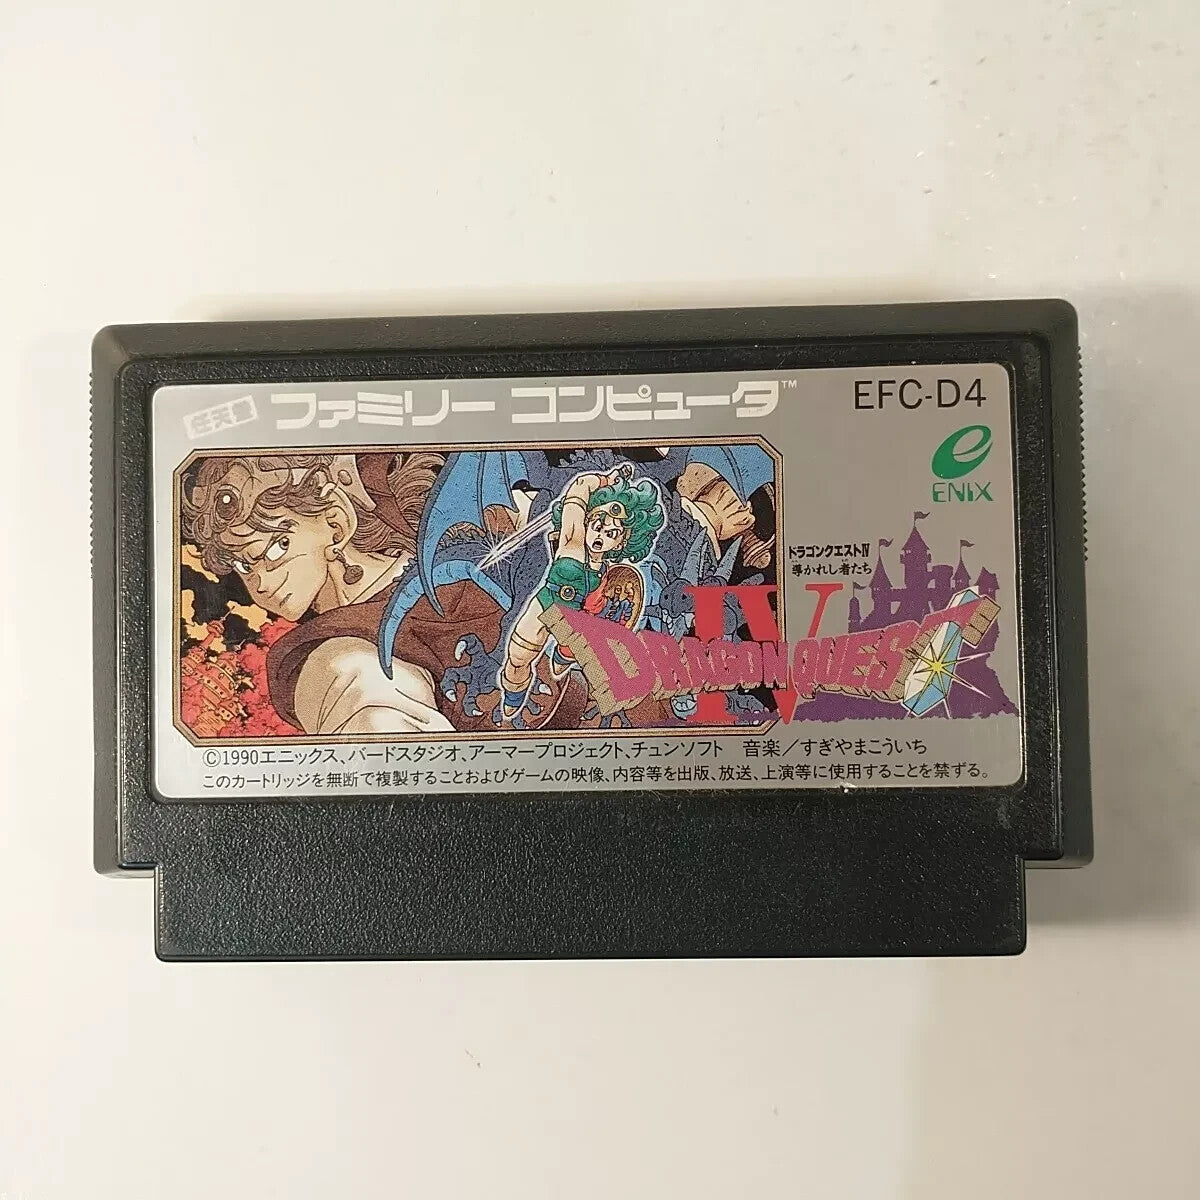 任天堂 ファミリー コンピュータ™
EFC-D4
ENIX
ドラゴンクエストIV
導かれし者たち
IV
DRAGON QUEST
©1990エニックス、バードスタジオ、アーマープロジェクト、チュンソフト 音楽／すぎやまこういち
このカートリッジを無断で複製することおよびゲームの映像、内容等を出版、放送、上演等に使用することを禁ずる。